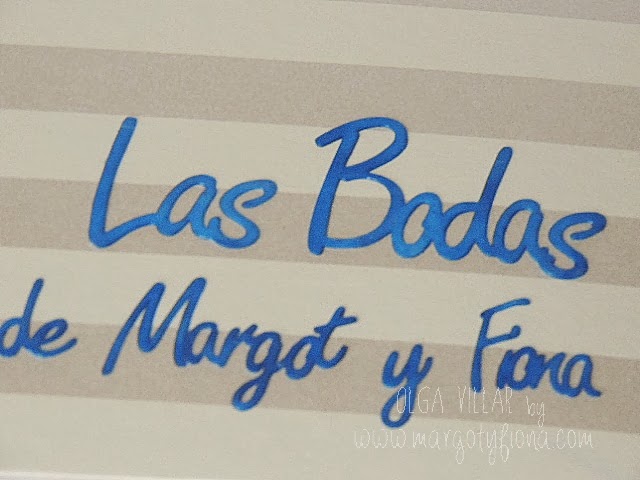 Las Bodas
de Margot y Fiona
OLGA VILLAR by
www.margotyfiona.com